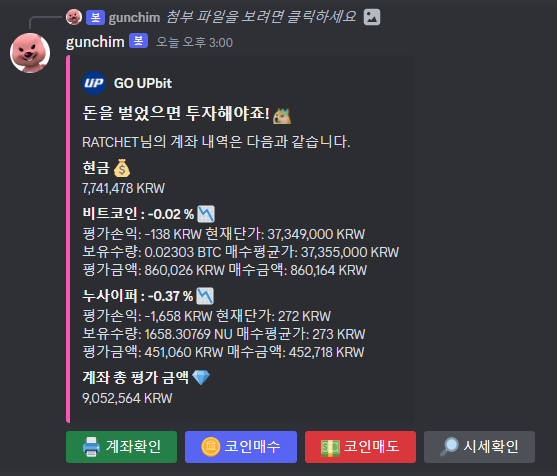 봇 gunchim 첨부 파일을 보려면 클릭하세요
gunchim 봇 오늘 오후 3:00
UP GO UPbit
돈을 벌었으면 투자해야죠!
RATCHET님의 계좌 내역은 다음과 같습니다.
현금
7,741,478 KRW
비트코인 : -0.02 %
평가손익: -138 KRW 현재단가: 37,349,000 KRW
보유수량: 0.02303 BTC 매수평균가: 37,355,000 KRW
평가금액: 860,026 KRW 매수금액: 860,164 KRW
누사이퍼 : -0.37 %
평가손익: -1,658 KRW 현재단가: 272 KRW
보유수량: 1658.30769 NU 매수평균가: 273 KRW
평가금액: 451,060 KRW 매수금액: 452,718 KRW
계좌 총 평가 금액
9,052,564 KRW
계좌확인 코인매수 코인매도 시세확인